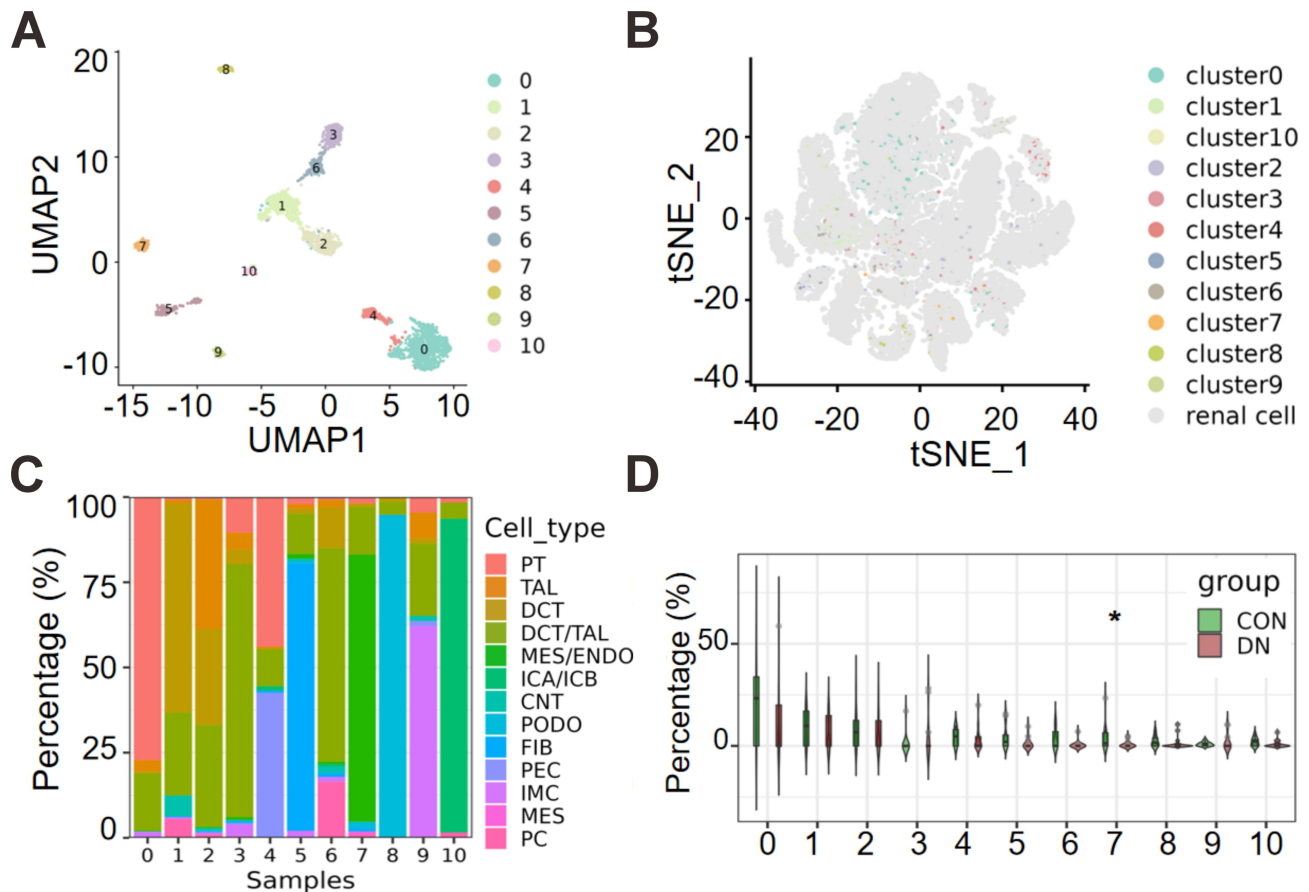 A
20
10
0
-10
UMAP2
-15 -10 -5 0 5 10
UMAP1
8
3
6
1
2
7
10
5
4
0
9
0
1
2
3
4
5
6
7
8
9
10
B
20
0
-20
-40
tSNE_2
-40 -20 0 20 40
tSNE_1
cluster0
cluster1
cluster10
cluster2
cluster3
cluster4
cluster5
cluster6
cluster7
cluster8
cluster9
renal cell
C
100
75
50
25
0
Percentage (%)
0 1 2 3 4 5 6 7 8 9 10
Samples
Cell_type
PT
TAL
DCT
DCT/TAL
MES/ENDO
ICA/ICB
CNT
PODO
FIB
PEC
IMC
MES
PC
D
50
0
Percentage (%)
*
group
CON
DN
0 1 2 3 4 5 6 7 8 9 10